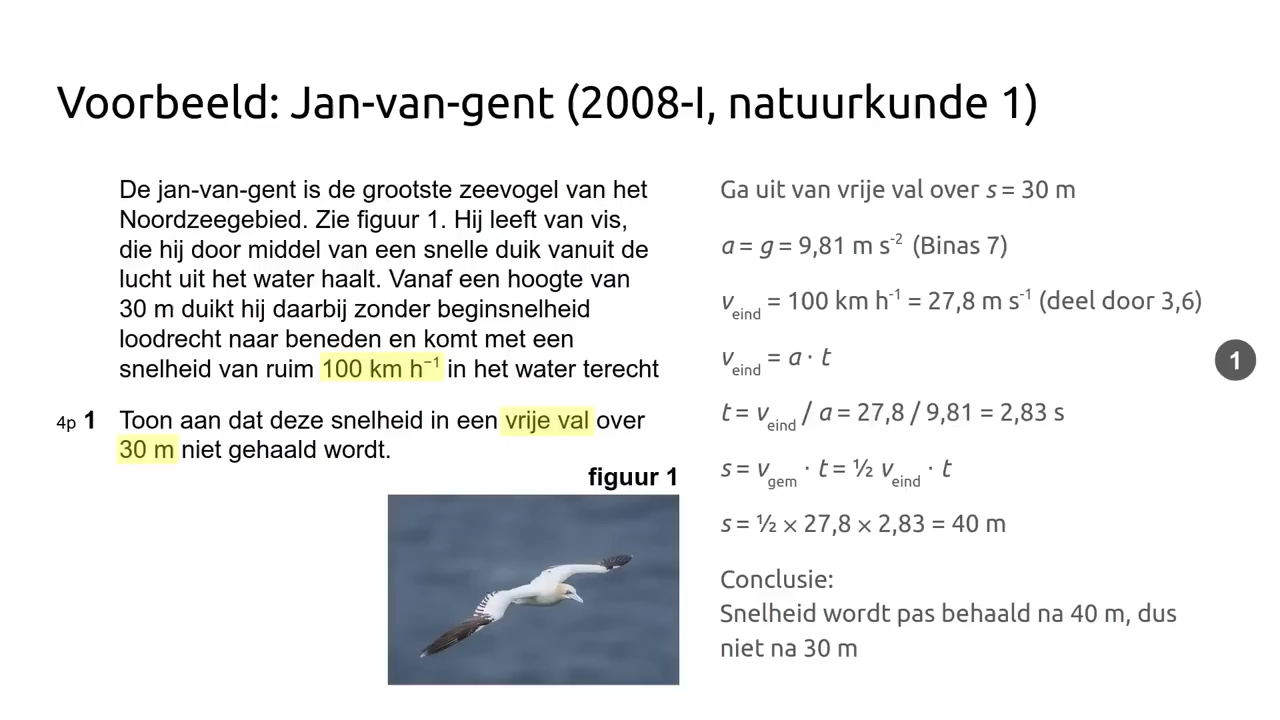 Voorbeeld: Jan-van-gent (2008-I, natuurkunde 1)
De jan-van-gent is de grootste zeevogel van het
Noordzeegebied. Zie figuur 1. Hij leeft van vis,
die hij door middel van een snelle duik vanuit de
lucht uit het water haalt. Vanaf een hoogte van
30 m duikt hij daarbij zonder beginsnelheid
loodrecht naar beneden en komt met een
snelheid van ruim 100 km h⁻¹ in het water terecht
4p 1 Toon aan dat deze snelheid in een vrije val over
30 m niet gehaald wordt.
figuur 1
Ga uit van vrije val over s = 30 m
a = g = 9,81 m s⁻² (Binas 7)
v_eind = 100 km h⁻¹ = 27,8 m s⁻¹ (deel door 3,6)
v_eind = a · t
t = v_eind / a = 27,8 / 9,81 = 2,83 s
s = v_gem · t = ½ v_eind · t
s = ½ × 27,8 × 2,83 = 40 m
Conclusie:
Snelheid wordt pas behaald na 40 m, dus
niet na 30 m
1